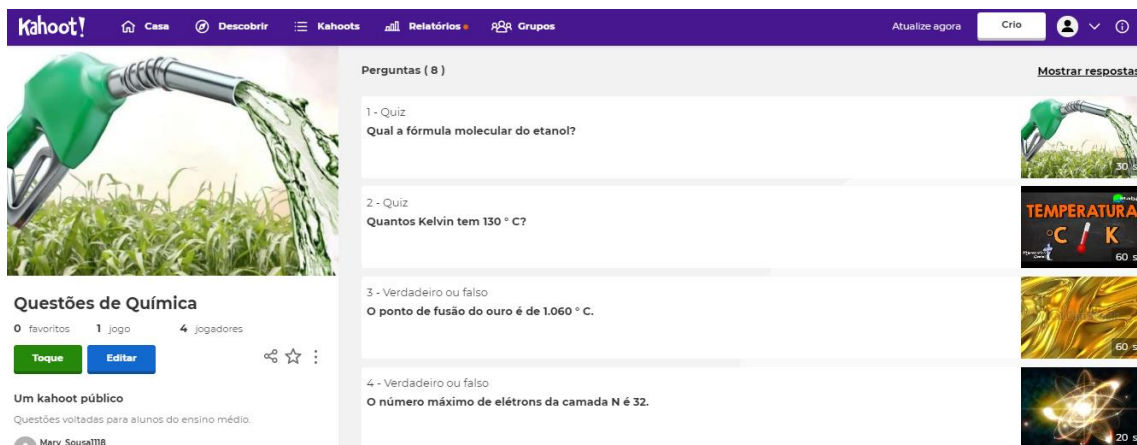 Kahoot! Casa Descobrir Kahoots Relatórios Grupos Atualize agora Crio
Perguntas ( 8 ) Mostrar respostas
1 - Quiz
Qual a fórmula molecular do etanol?
30 s
2 - Quiz
Quantos Kelvin tem 130 ° C?
TEMPERATURA
°C K
60 s
Questões de Química
0 favoritos 1 jogo 4 jogadores
Toque Editar
Um kahoot público
Questões voltadas para alunos do ensino médio.
Mary_Sousa1118
3 - Verdadeiro ou falso
O ponto de fusão do ouro é de 1.060 ° C.
60 s
4 - Verdadeiro ou falso
O número máximo de elétrons da camada N é 32.
20 s